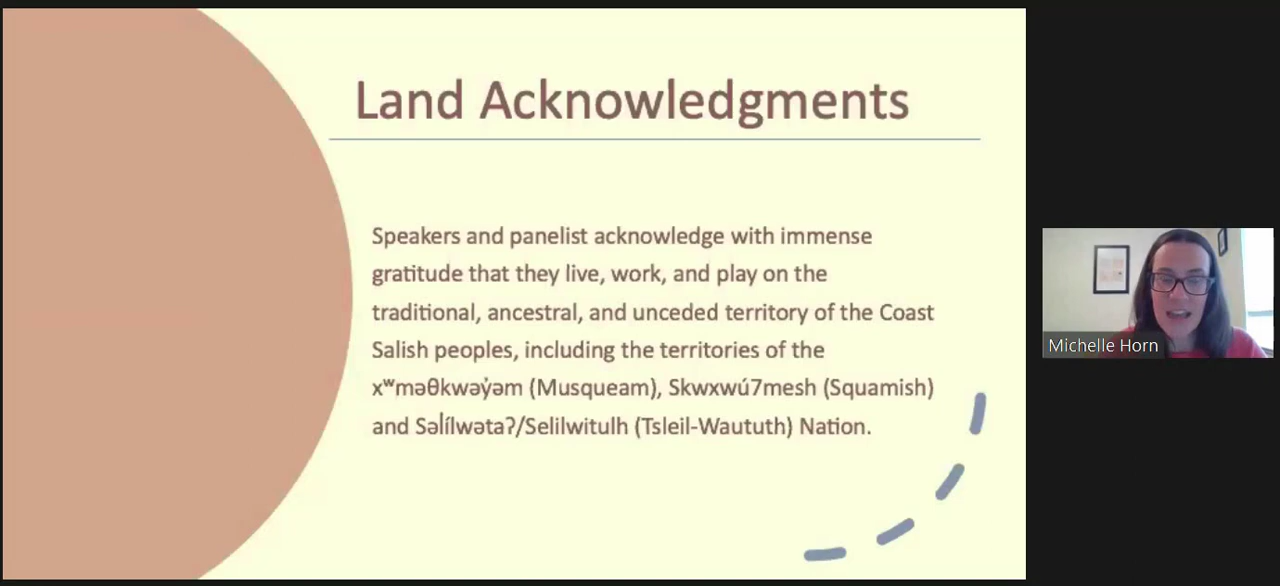 Land Acknowledgments
Speakers and panelist acknowledge with immense
gratitude that they live, work, and play on the
traditional, ancestral, and unceded territory of the Coast
Salish peoples, including the territories of the
xʷməθkwəy̓əm (Musqueam), Skwxwú7mesh (Squamish)
and Səl̓ílwətaʔ/Selilwitulh (Tsleil-Waututh) Nation.
Michelle Horn